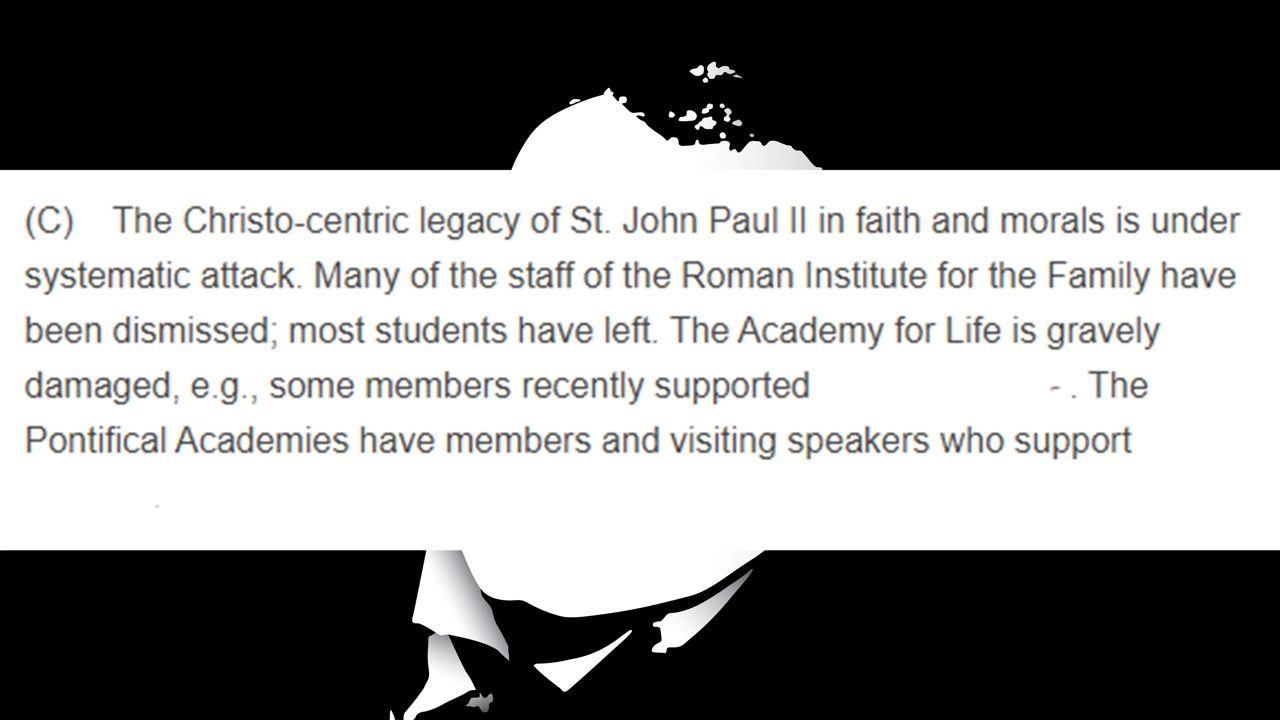 (C) The Christo-centric legacy of St. John Paul II in faith and morals is under
systematic attack. Many of the staff of the Roman Institute for the Family have
been dismissed; most students have left. The Academy for Life is gravely
damaged, e.g., some members recently supported - . The
Pontifical Academies have members and visiting speakers who support